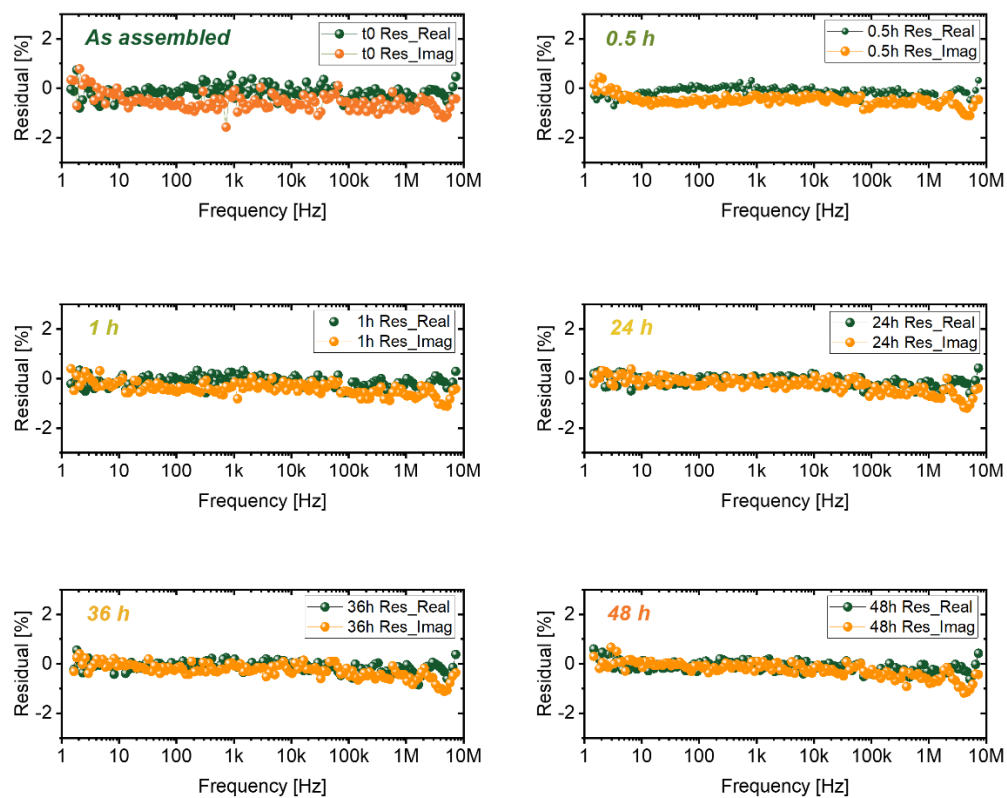 As assembled
t0 Res_Real
t0 Res_Imag
Residual [%]
2
0
-2
1 10 100 1k 10k 100k 1M 10M
Frequency [Hz]
0.5 h
0.5h Res_Real
0.5h Res_Imag
Residual [%]
2
0
-2
1 10 100 1k 10k 100k 1M 10M
Frequency [Hz]
1 h
1h Res_Real
1h Res_Imag
Residual [%]
2
0
-2
1 10 100 1k 10k 100k 1M 10M
Frequency [Hz]
24 h
24h Res_Real
24h Res_Imag
Residual [%]
2
0
-2
1 10 100 1k 10k 100k 1M 10M
Frequency [Hz]
36 h
36h Res_Real
36h Res_Imag
Residual [%]
2
0
-2
1 10 100 1k 10k 100k 1M 10M
Frequency [Hz]
48 h
48h Res_Real
48h Res_Imag
Residual [%]
2
0
-2
1 10 100 1k 10k 100k 1M 10M
Frequency [Hz]